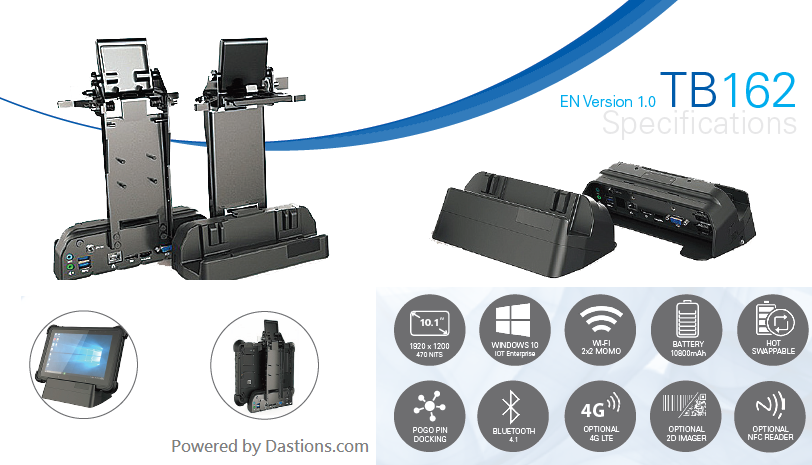 EN Version 1.0 TB162
Specifications
10.1"
1920 x 1200
470 NITS
WINDOWS 10
IOT Enterprise
WI-FI
2x2 MOMO
BATTERY
10800mAh
HOT
SWAPPABLE
POGO PIN
DOCKING
BLUETOOTH
4.1
4G
OPTIONAL
4G LTE
OPTIONAL
2D IMAGER
OPTIONAL
NFC READER
Powered by Dastions.com